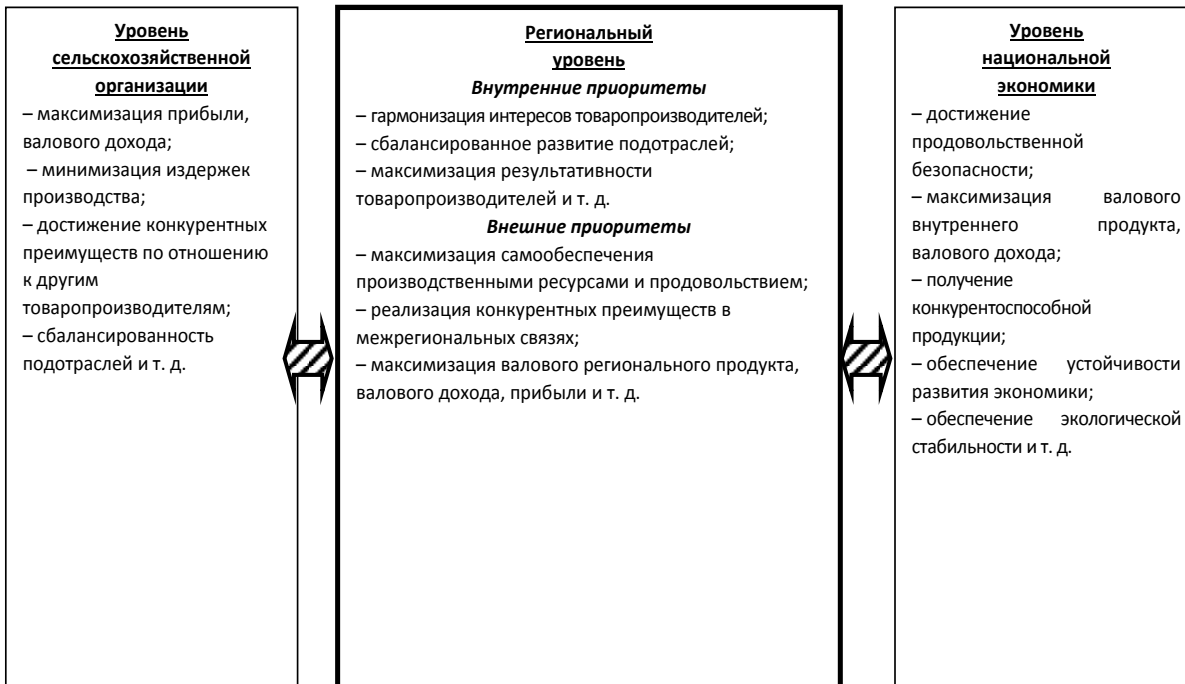 Уровень
сельскохозяйственной
организации
– максимизация прибыли,
валового дохода;
– минимизация издержек
производства;
– достижение конкурентных
преимуществ по отношению
к другим
товаропроизводителям;
– сбалансированность
подотраслей и т. д.
Региональный
уровень
Внутренние приоритеты
– гармонизация интересов товаропроизводителей;
– сбалансированное развитие подотраслей;
– максимизация результативности
товаропроизводителей и т. д.
Внешние приоритеты
– максимизация самообеспечения
производственными ресурсами и продовольствием;
– реализация конкурентных преимуществ в
межрегиональных связях;
– максимизация валового регионального продукта,
валового дохода, прибыли и т. д.
Уровень
национальной
экономики
– достижение
продовольственной
безопасности;
– максимизация валового
внутреннего продукта,
валового дохода;
– получение
конкурентоспособной
продукции;
– обеспечение устойчивости
развития экономики;
– обеспечение экологической
стабильности и т. д.